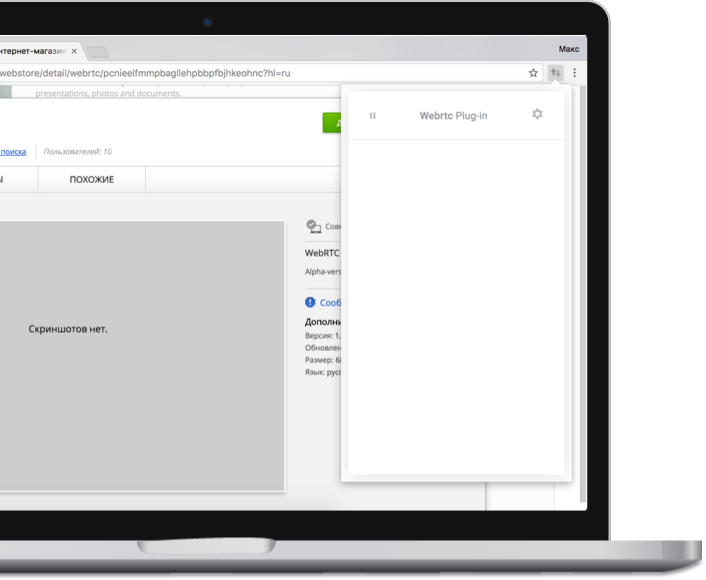 нтернет-магазин ×
Макс
webstore/detail/webrtc/pcnieelfmmpbagllehpbbpfbjhkeohnc?hl=ru
presentations, photos and documents.
Webrtc Plug-in
поиска
Пользователей: 10
Ы
ПОХОЖИЕ
Сов
WebRTC
Alpha-vers
Скриншотов нет.
Сооб
Дополни
Версия: 1.
Обновлен
Размер: 6
Язык: русс